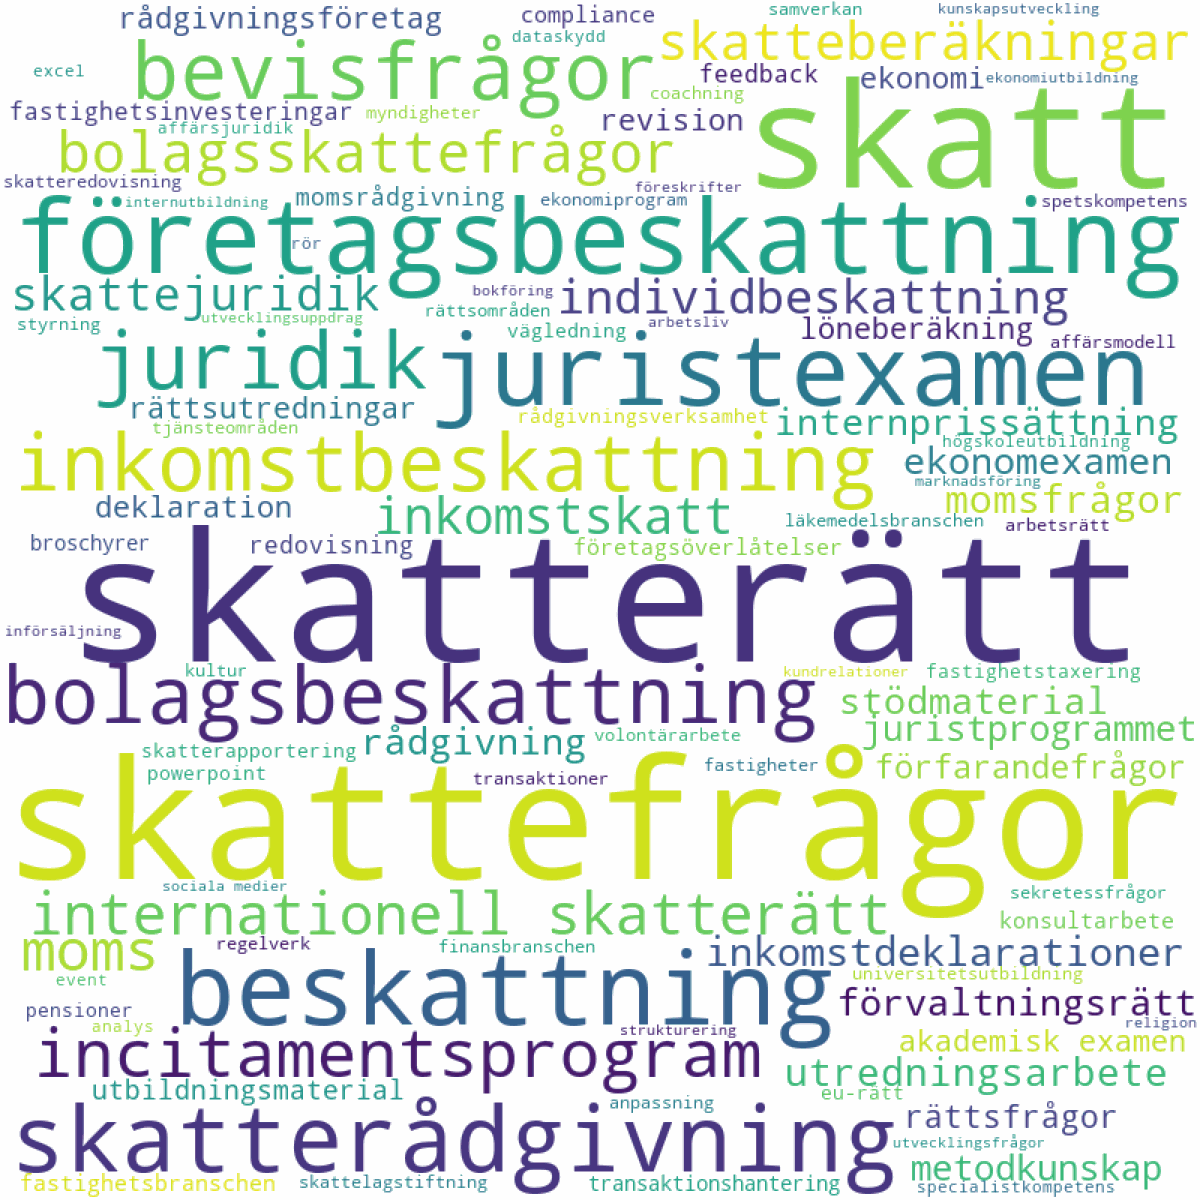 rådgivningsföretag
compliance
samverkan
kunskapsutveckling
dataskydd
skatteberäkningar
bevisfrågor
excel
feedback
ekonomi
ekonomiutbildning
skatt
coachning
fastighetsinvesteringar
myndigheter
revision
affärsjuridik
bolagsskattefrågor
skatteredovisning
internutbildning
momsrådgivning
föreskrifter
ekonomiprogram
spetskompetens
företagsbeskattning
rör
skattejuridik
bokföring
individbeskattning
rättsområden
styrning
utvecklingsuppdrag
vägledning
arbetsliv
löneberäkning
affärsmodell
juridik
juristexamen
rättsutredningar
rådgivningsverksamhet
internprissättning
tjänsteområden
högskoleutbildning
inkomstbeskattning
ekonomexamen
marknadsföring
momsfrågor
deklaration
inkomstskatt
läkemedelsbranschen
arbetsrätt
broschyrer
redovisning
företagsöverlåtelser
skatterätt
införsäljning
kultur
kundrelationer
fastighetstaxering
bolagsbeskattning
stödmaterial
juristprogrammet
rådgivning
volontärarbete
skatterapportering
powerpoint
transaktioner
fastigheter
förfarandefrågor
skattefrågor
sociala medier
sekretessfrågor
internationell skatterätt
konsultarbete
moms
regelverk
finansbranschen
inkomstdeklarationer
event
universitetsutbildning
beskattning
pensioner
förvaltningsrätt
analys
strukturering
religion
incitamentsprogram
akademisk examen
utredningsarbete
utbildningsmaterial
eu-rätt
anpassning
rättsfrågor
skatterådgivning
utvecklingsfrågor
metodkunskap
fastighetsbranschen
skattelagstiftning
transaktionshantering
specialistkompetens